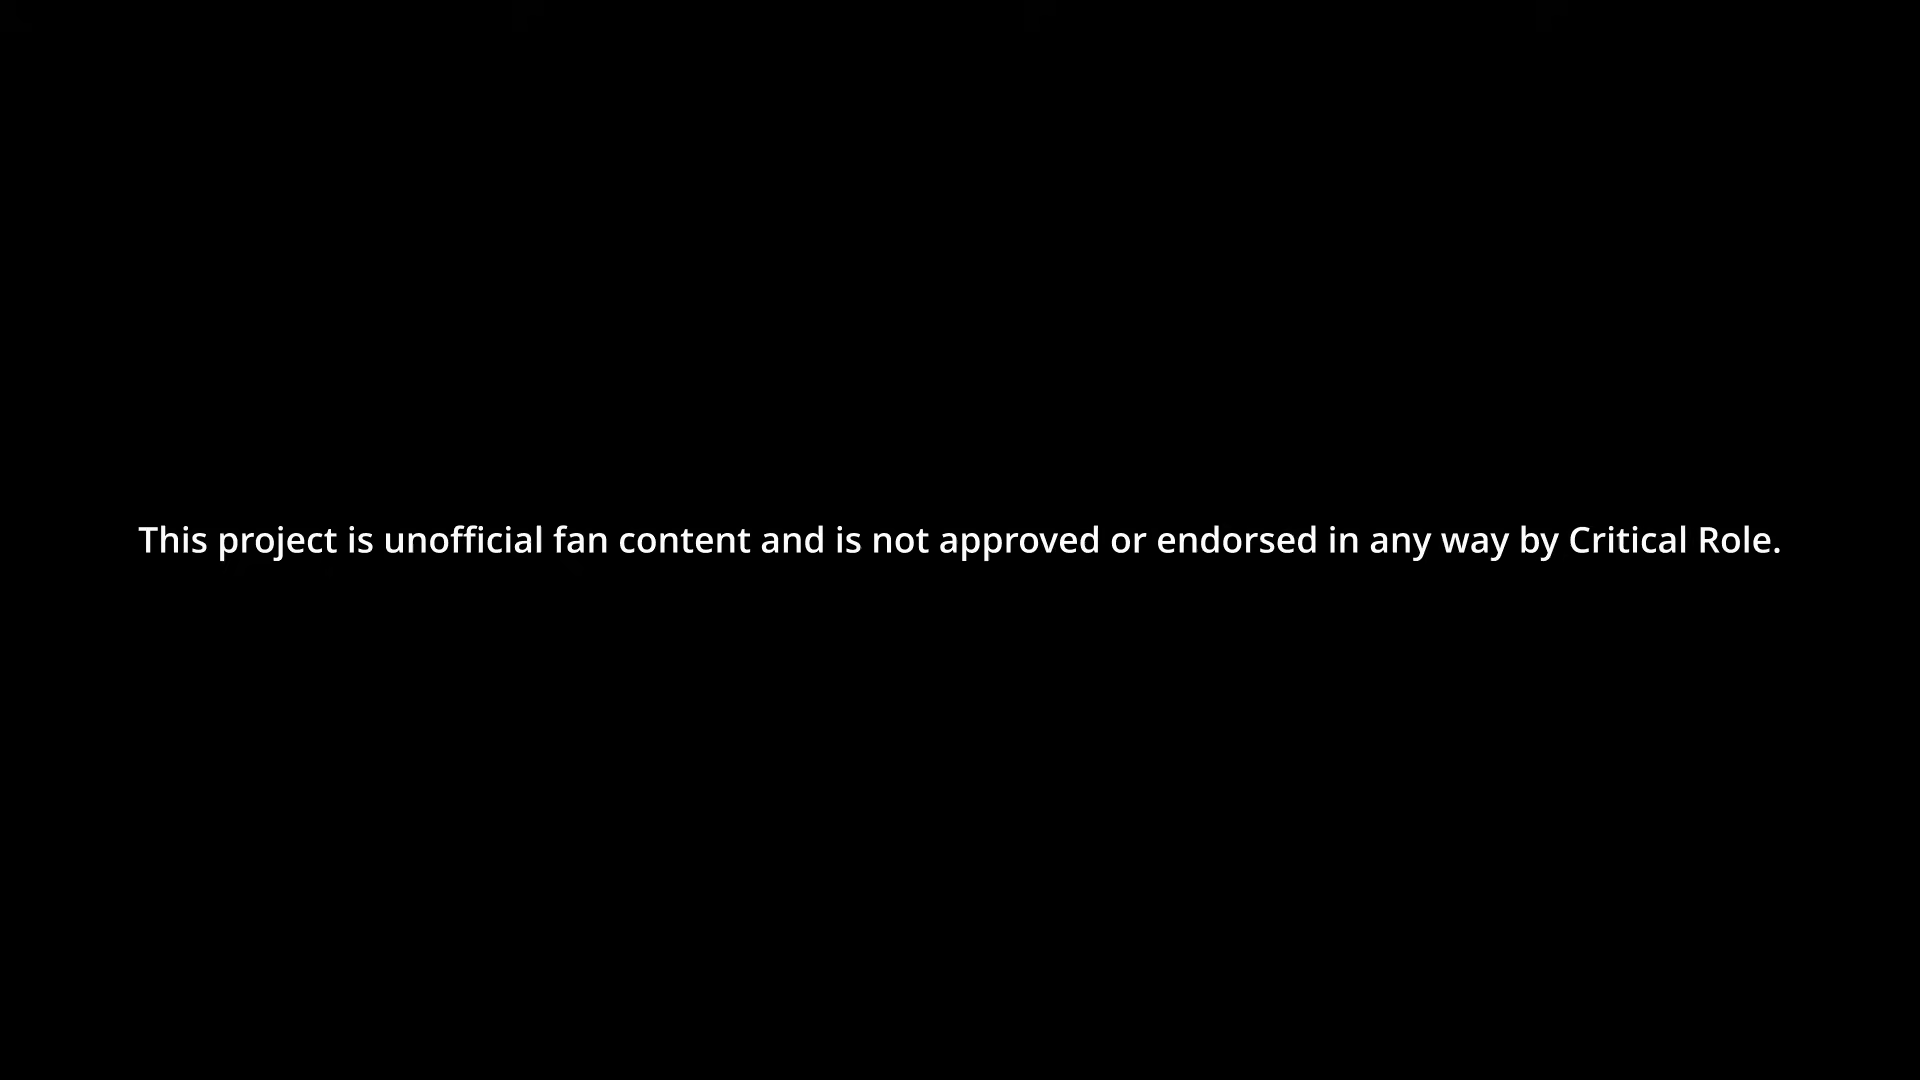 This project is unofficial fan content and is not approved or endorsed in any way by Critical Role.